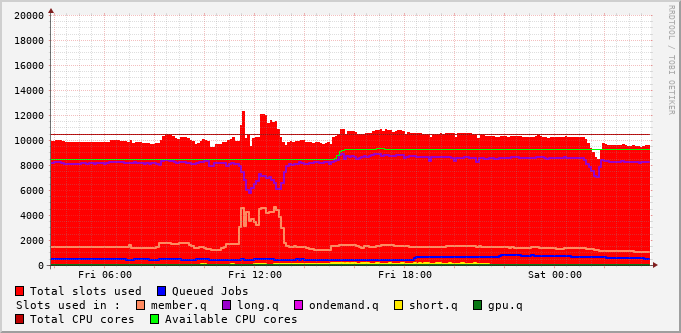 20000
18000
16000
14000
12000
10000
8000
6000
4000
2000
0
Fri 06:00 Fri 12:00 Fri 18:00 Sat 00:00
Total slots used Queued Jobs
Slots used in : member.q long.q ondemand.q short.q gpu.q
Total CPU cores Available CPU cores
RRDTOOL / TOBI OETIKER